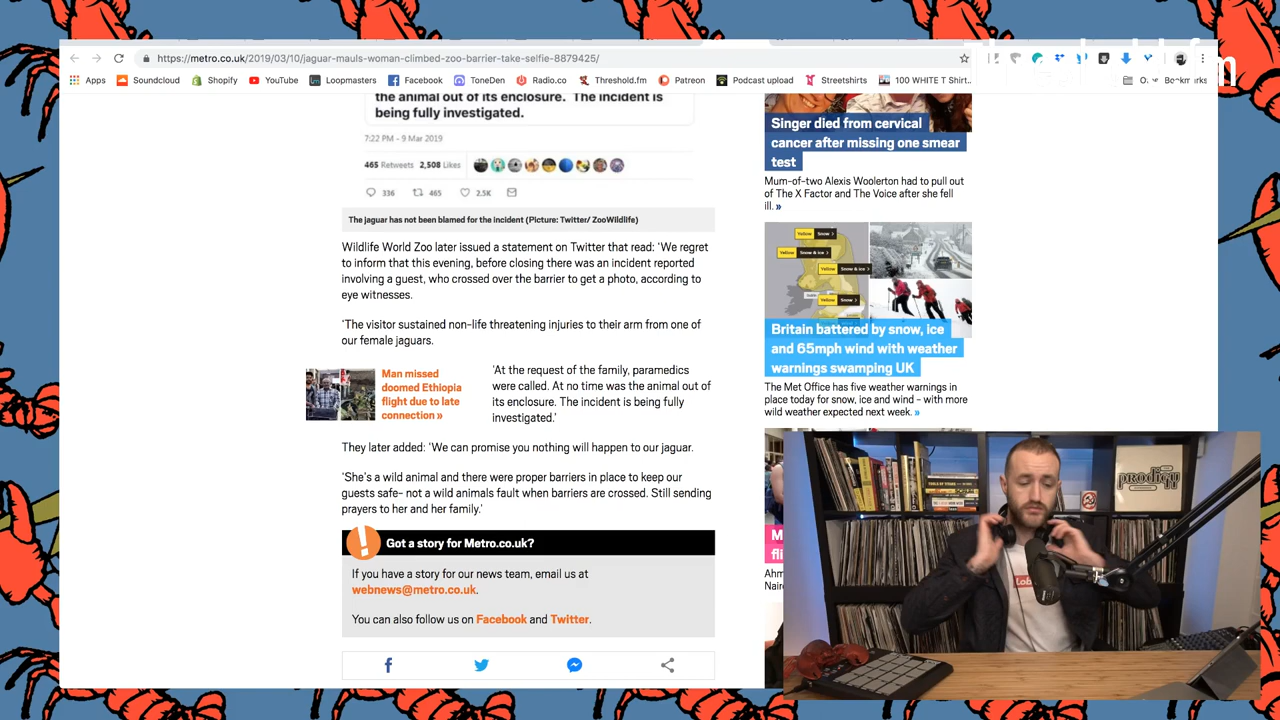 https://metro.co.uk/2019/03/10/jaguar-mauls-woman-climbed-zoo-barrier-take-selfie-8879425/
Apps Soundcloud Shopify YouTube Loopmasters Facebook ToneDen Radio.co Threshold.fm Patreon Podcast upload Streetshirts 100 WHITE T Shirt... Bookmarks
the animal out of its enclosure. The incident is
being fully investigated.
7:22 PM - 9 Mar 2019
465 Retweets 2,508 Likes
336 465 2.5K
The jaguar has not been blamed for the incident (Picture: Twitter/ ZooWildlife)
Wildlife World Zoo later issued a statement on Twitter that read: ‘We regret
to inform that this evening, before closing there was an incident reported
involving a guest, who crossed over the barrier to get a photo, according to
eye witnesses.
‘The visitor sustained non-life threatening injuries to their arm from one of
our female jaguars.
Man missed
doomed Ethiopia
flight due to late
connection »
‘At the request of the family, paramedics
were called. At no time was the animal out of
its enclosure. The incident is being fully
investigated.’
They later added: ‘We can promise you nothing will happen to our jaguar.
‘She’s a wild animal and there were proper barriers in place to keep our
guests safe- not a wild animals fault when barriers are crossed. Still sending
prayers to her and her family.’
! Got a story for Metro.co.uk?
If you have a story for our news team, email us at
webnews@metro.co.uk.
You can also follow us on Facebook and Twitter.
Singer died from cervical
cancer after missing one smear
test
Mum-of-two Alexis Woolerton had to pull out
of The X Factor and The Voice after she fell
ill. »
Yellow Snow >
Yellow Snow & ice >
Yellow Snow & ice >
Yellow Snow >
Britain battered by snow, ice
and 65mph wind with weather
warnings swamping UK
The Met Office has five weather warnings in
place today for snow, ice and wind - with more
wild weather expected next week. »
prodigy